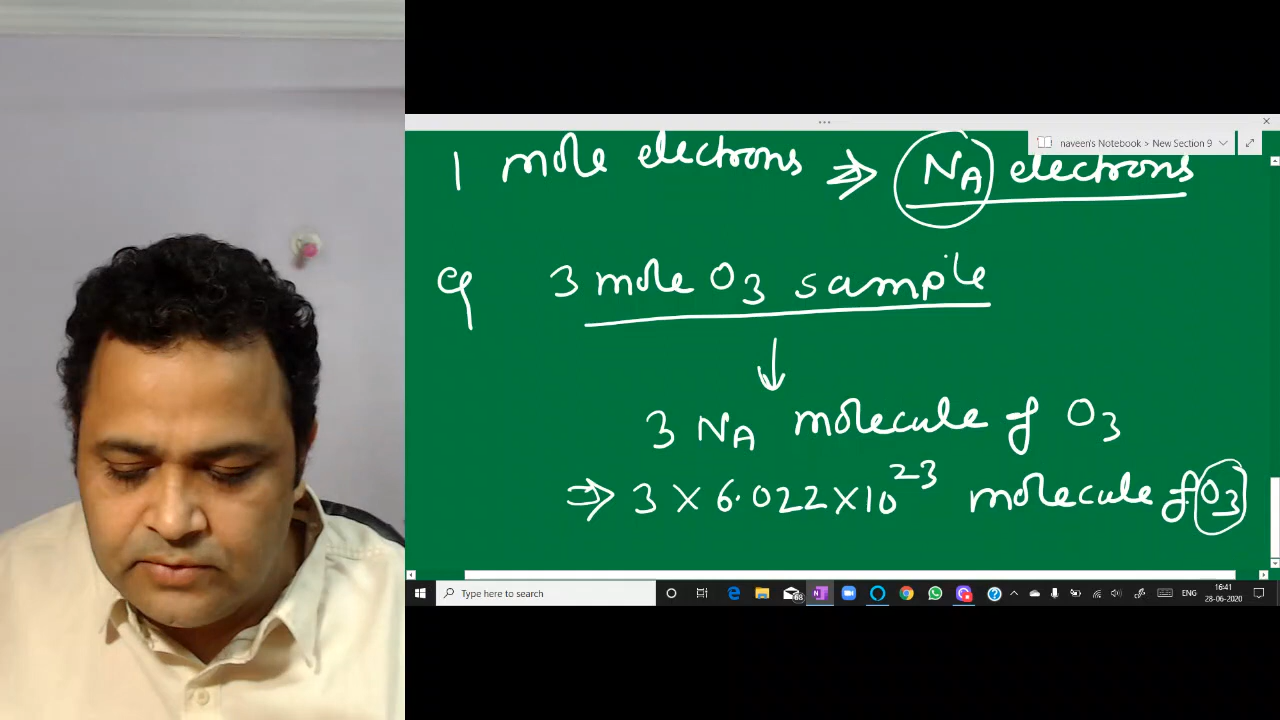 naveen's Notebook > New Section 9
1 mole electrons ⇒ NA electrons
eg 3 mole O3 sample
↓
3 NA molecule of O3
⇒ 3 × 6.022 × 10^23 molecule of O3
Type here to search
68
ENG
16:41
28-06-2020